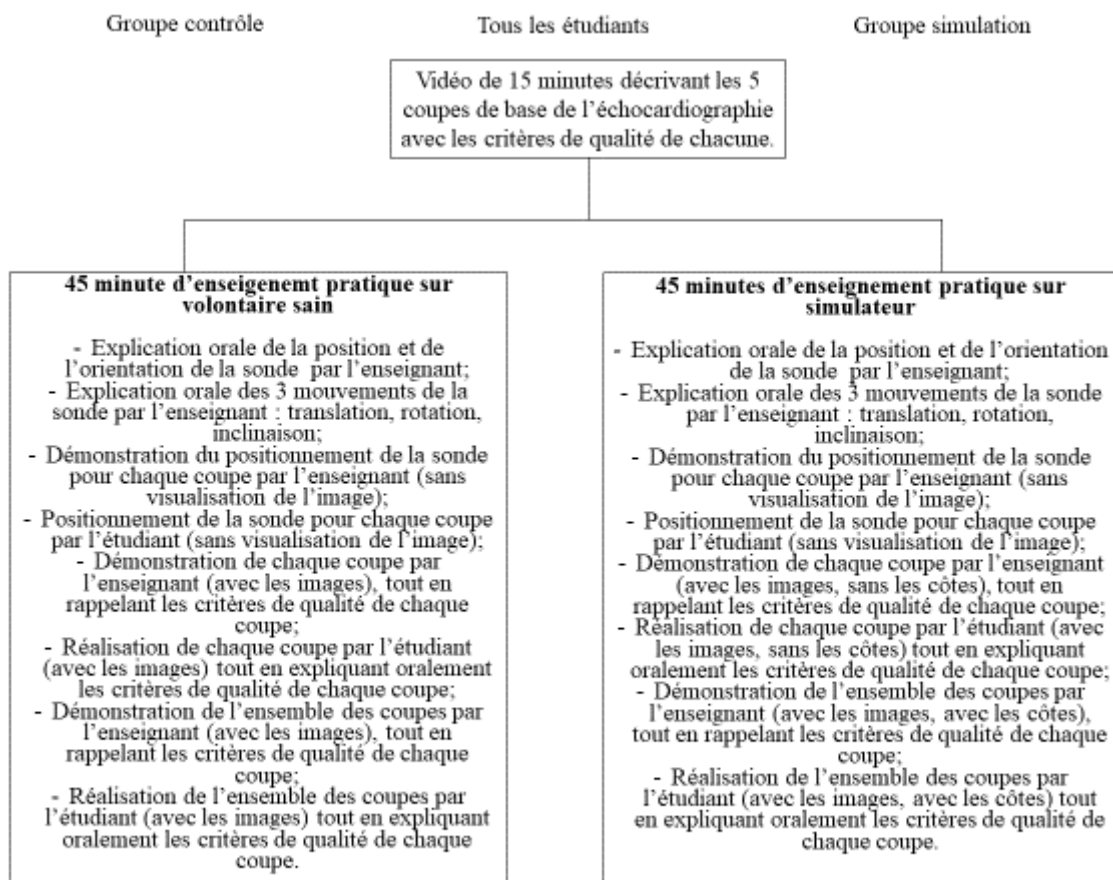 Groupe contrôle
Tous les étudiants
Groupe simulation
Vidéo de 15 minutes décrivant les 5
coupes de base de l'échocardiographie
avec les critères de qualité de chacune.
45 minute d'enseigenemt pratique sur
volontaire sain
- Explication orale de la position et de
l'orientation de la sonde par l'enseignant;
- Explication orale des 3 mouvements de la
sonde par l'enseignant : translation, rotation,
inclinaison;
- Démonstration du positionnement de la sonde
pour chaque coupe par l'enseignant (sans
visualisation de l'image);
- Positionnement de la sonde pour chaque coupe
par l'étudiant (sans visualisation de l'image);
- Démonstration de chaque coupe par
l'enseignant (avec les images), tout en
rappelant les critères de qualité de chaque
coupe;
- Réalisation de chaque coupe par l'étudiant
(avec les images) tout en expliquant oralement
les critères de qualité de chaque coupe;
- Démonstration de l'ensemble des coupes par
l'enseignant (avec les images), tout en
rappelant les critères de qualité de chaque
coupe;
- Réalisation de l'ensemble des coupes par
l'étudiant (avec les images) tout en expliquant
oralement les critères de qualité de chaque
coupe.
45 minutes d'enseignement pratique sur
simulateur
- Explication orale de la position et de l'orientation
de la sonde par l'enseignant;
- Explication orale des 3 mouvements de la sonde
par l'enseignant : translation, rotation,
inclinaison;
- Démonstration du positionnement de la sonde
pour chaque coupe par l'enseignant (sans
visualisation de l'image);
- Positionnement de la sonde pour chaque coupe
par l'étudiant (sans visualisation de l'image);
- Démonstration de chaque coupe par l'enseignant
(avec les images, sans les côtes), tout en
rappelant les critères de qualité de chaque coupe;
- Réalisation de chaque coupe par l'étudiant (avec
les images, sans les côtes) tout en expliquant
oralement les critères de qualité de chaque coupe;
- Démonstration de l'ensemble des coupes par
l'enseignant (avec les images, avec les côtes),
tout en rappelant les critères de qualité de chaque
coupe;
- Réalisation de l'ensemble des coupes par
l'étudiant (avec les images, avec les côtes) tout
en expliquant oralement les critères de qualité de
chaque coupe.